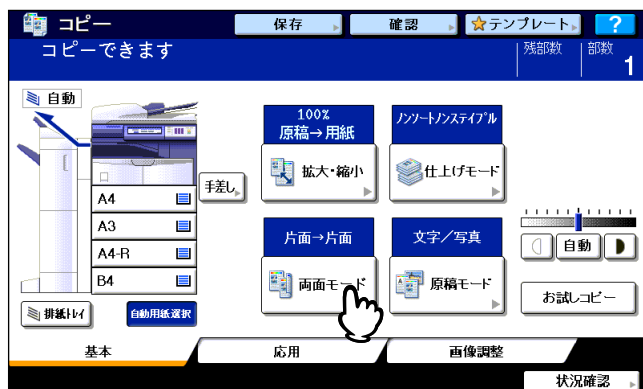 コピー
保存
確認
テンプレート
?
コピーできます
残部数
部数
1
自動
100%
原稿→用紙
ノンソートノンステイプル
拡大・縮小
仕上げモード
手差し
A4
A3
A4-R
B4
片面→片面
文字/写真
両面モード
原稿モード
自動
お試しコピー
排紙トレイ
自動用紙選択
基本
応用
画像調整
状況確認